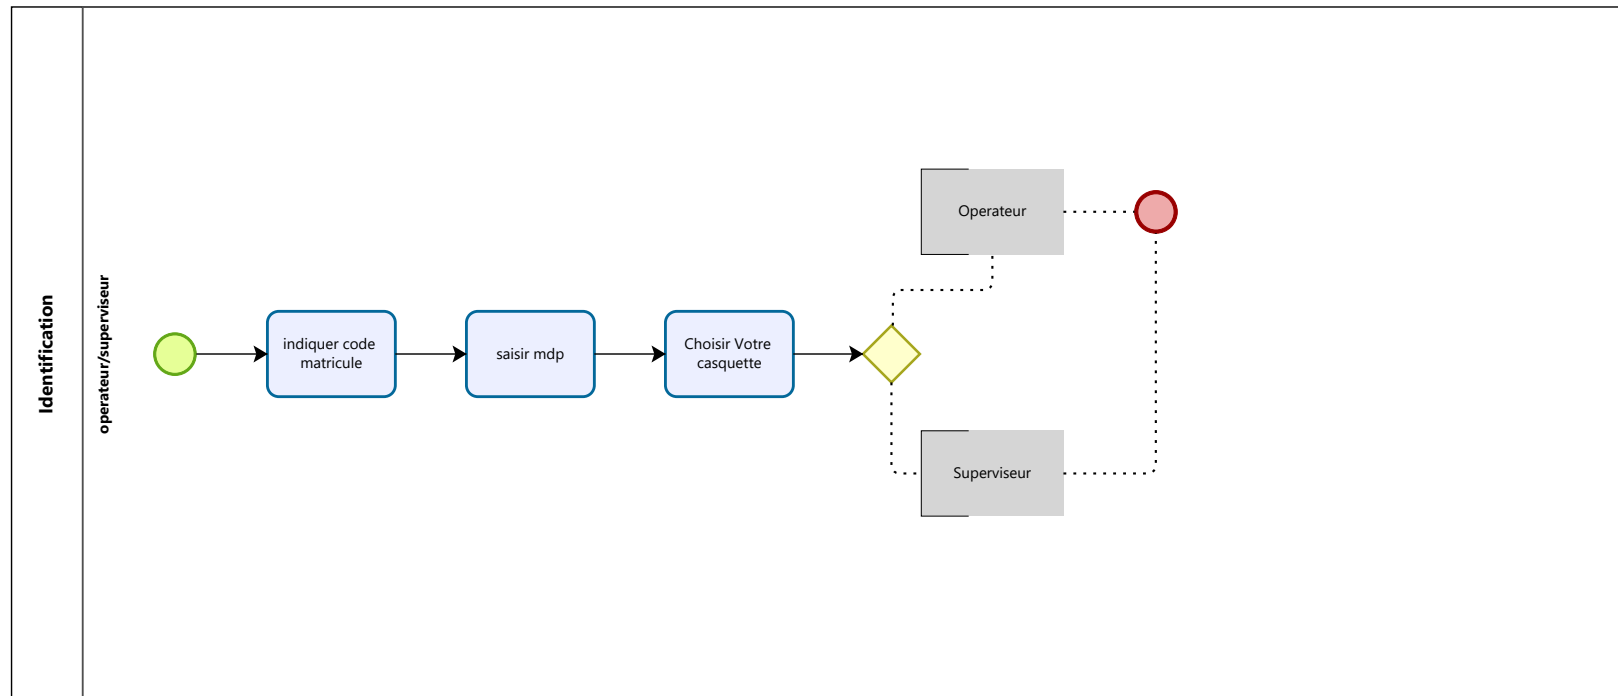 Identification
operateur/superviseur
indiquer code
matricule
saisir mdp
Choisir Votre
casquette
Operateur
Superviseur